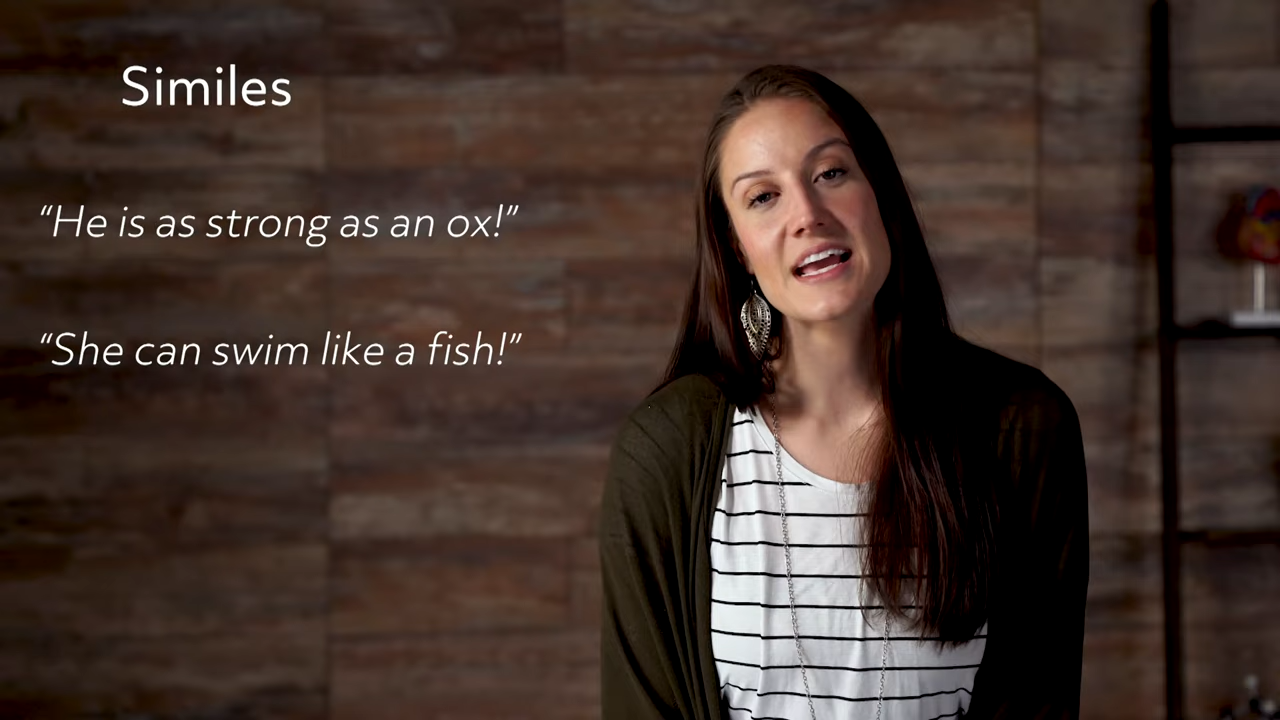 Similes
“He is as strong as an ox!”
“She can swim like a fish!”